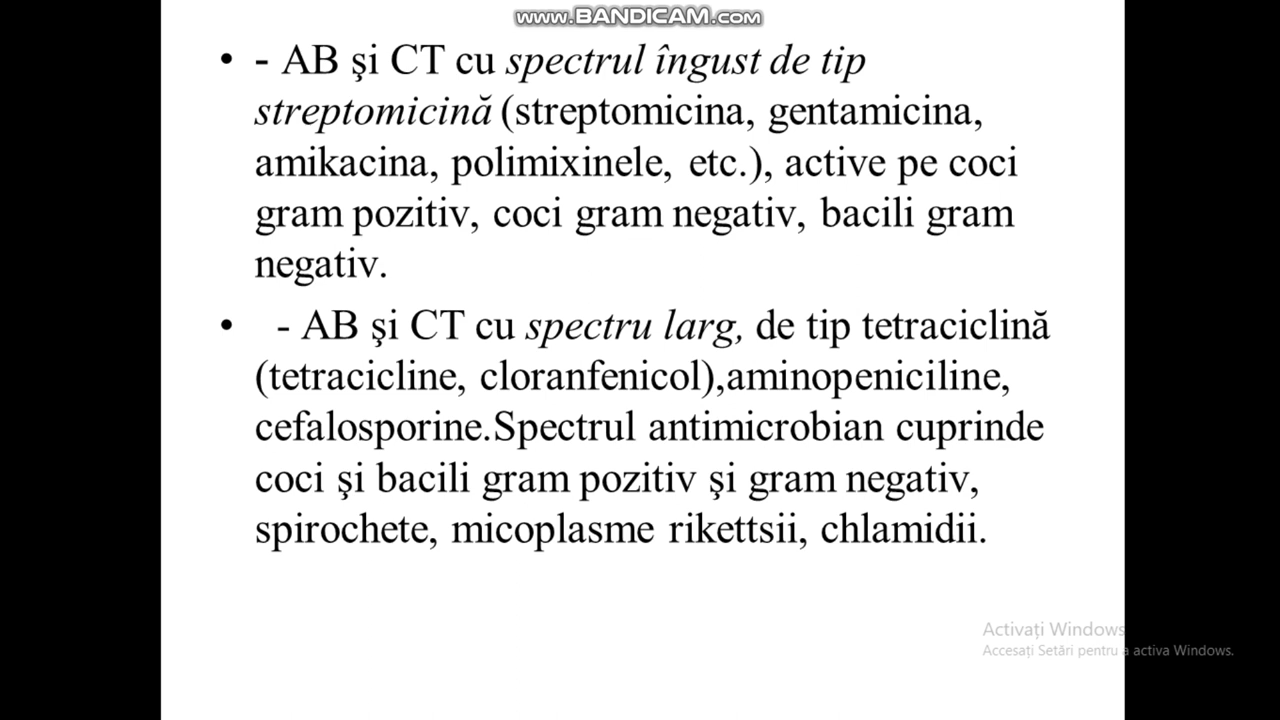 www.BANDICAM.com
• - AB şi CT cu spectrul îngust de tip
streptomicină (streptomicina, gentamicina,
amikacina, polimixinele, etc.), active pe coci
gram pozitiv, coci gram negativ, bacili gram
negativ.
• - AB şi CT cu spectru larg, de tip tetraciclină
(tetracicline, cloranfenicol),aminopeniciline,
cefalosporine.Spectrul antimicrobian cuprinde
coci şi bacili gram pozitiv şi gram negativ,
spirochete, micoplasme rikettsii, chlamidii.
Activați Windows
Accesați Setări pentru a activa Windows.